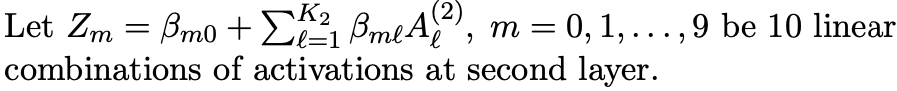 Let Z_m = β_{m0} + ∑_{ℓ=1}^{K_2} β_{mℓ} A_ℓ^{(2)}, m = 0, 1, . . . , 9 be 10 linear
combinations of activations at second layer.